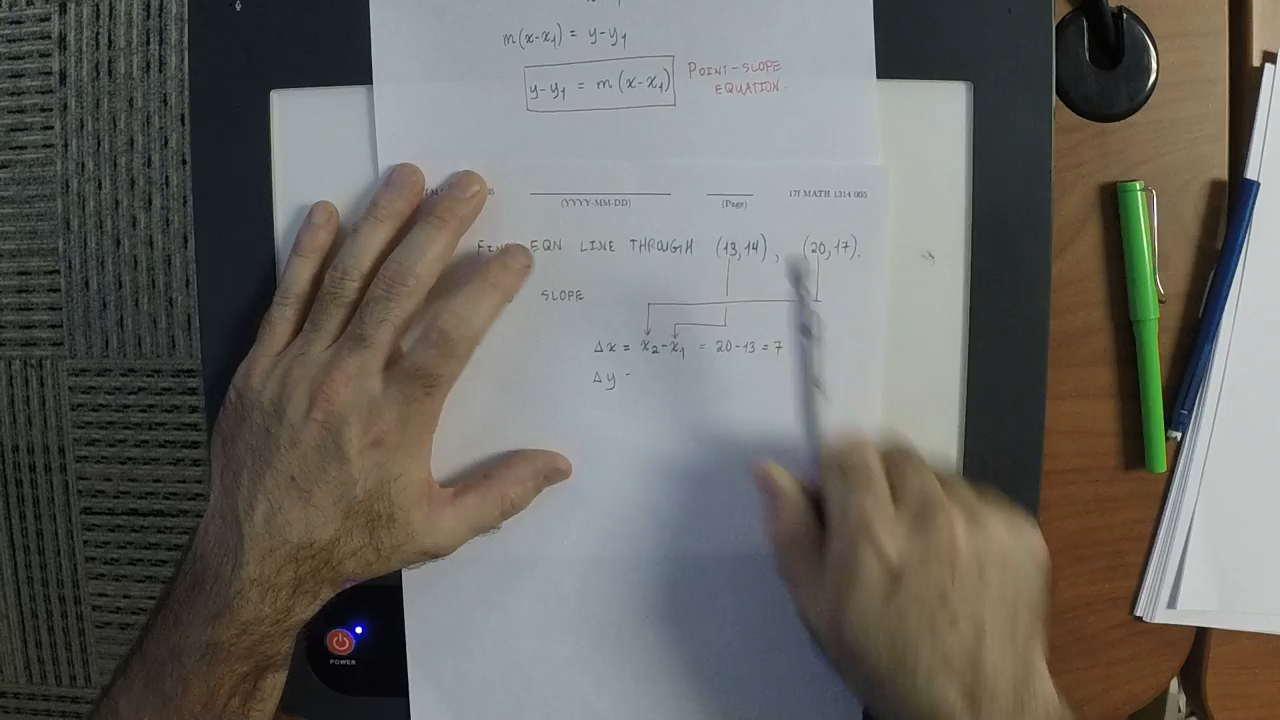 m(x-x₁) = y-y₁
y-y₁ = m(x-x₁) POINT-SLOPE
EQUATION.
(YYYY-MM-DD) (Page) 17f MATH 1314 005
EQN LINE THROUGH (13,14), (20,17).
SLOPE
Δx = x₂-x₁ = 20-13 = 7
Δy
POWER